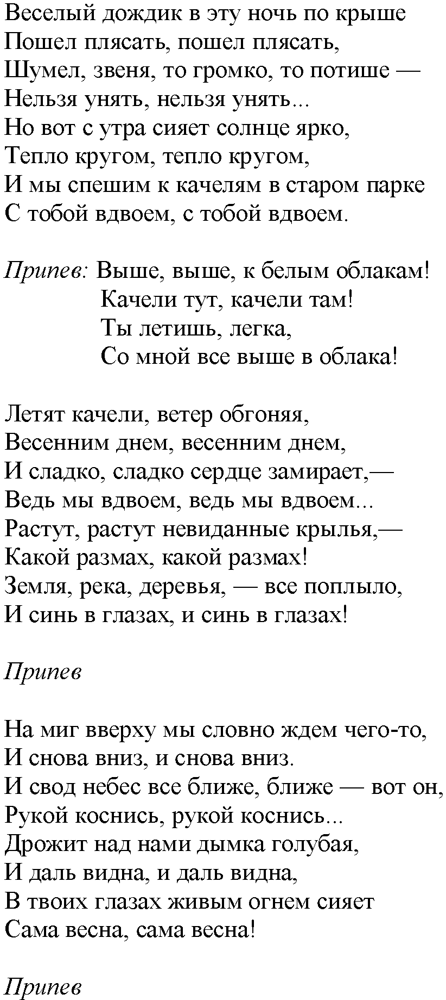 Веселый дождик в эту ночь по крыше
Пошел плясать, пошел плясать,
Шумел, звеня, то громко, то потише —
Нельзя унять, нельзя унять...
Но вот с утра сияет солнце ярко,
Тепло кругом, тепло кругом,
И мы спешим к качелям в старом парке
С тобой вдвоем, с тобой вдвоем.

Припев: Выше, выше, к белым облакам!
Качели тут, качели там!
Ты летишь, легка,
Со мной все выше в облака!

Летят качели, ветер обгоняя,
Весенним днем, весенним днем,
И сладко, сладко сердце замирает,—
Ведь мы вдвоем, ведь мы вдвоем...
Растут, растут невиданные крылья,—
Какой размах, какой размах!
Земля, река, деревья, — все поплыло,
И синь в глазах, и синь в глазах!

Припев

На миг вверху мы словно ждем чего-то,
И снова вниз, и снова вниз.
И свод небес все ближе, ближе — вот он,
Рукой коснись, рукой коснись...
Дрожит над нами дымка голубая,
И даль видна, и даль видна,
В твоих глазах живым огнем сияет
Сама весна, сама весна!

Припев